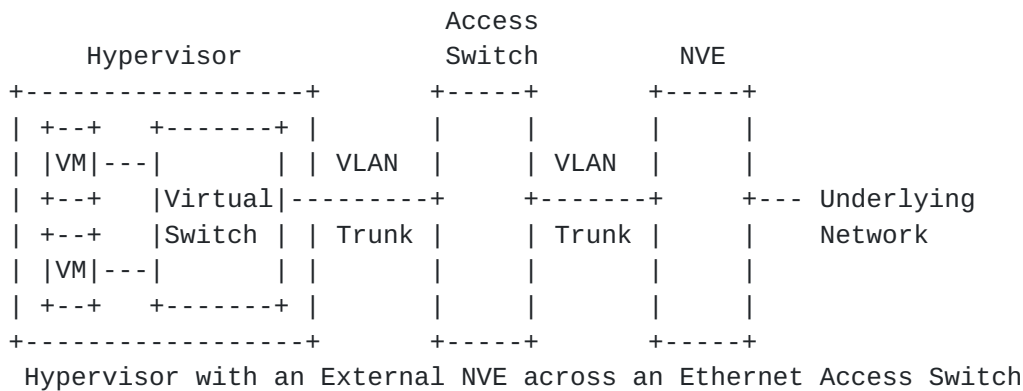 Access
Hypervisor Switch NVE
+------------------+ +-----+ +-----+
| +--+ +-------+ | | | | |
| |VM|---| | | VLAN | | VLAN | |
| +--+ |Virtual|---------+ +-------+ +--- Underlying
| +--+ |Switch | | Trunk | | Trunk | | Network
| |VM|---| | | | | | |
| +--+ +-------+ | | | | |
+------------------+ +-----+ +-----+
Hypervisor with an External NVE across an Ethernet Access Switch